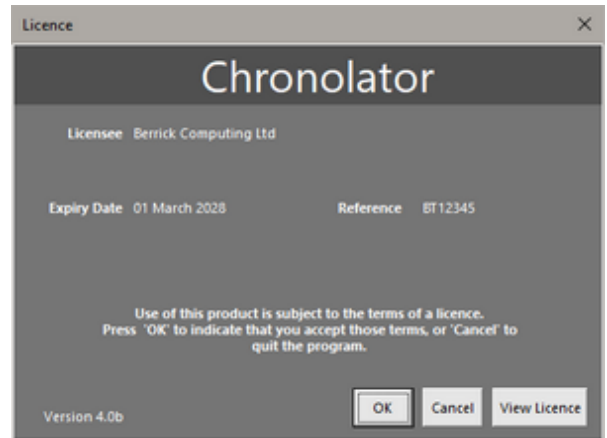 Licence
Chronolator
Licensee Berrick Computing Ltd
Expiry Date 01 March 2028 Reference BT12345
Use of this product is subject to the terms of a licence.
Press 'OK' to indicate that you accept those terms, or 'Cancel' to
quit the program.
OK Cancel View Licence
Version 4.0b